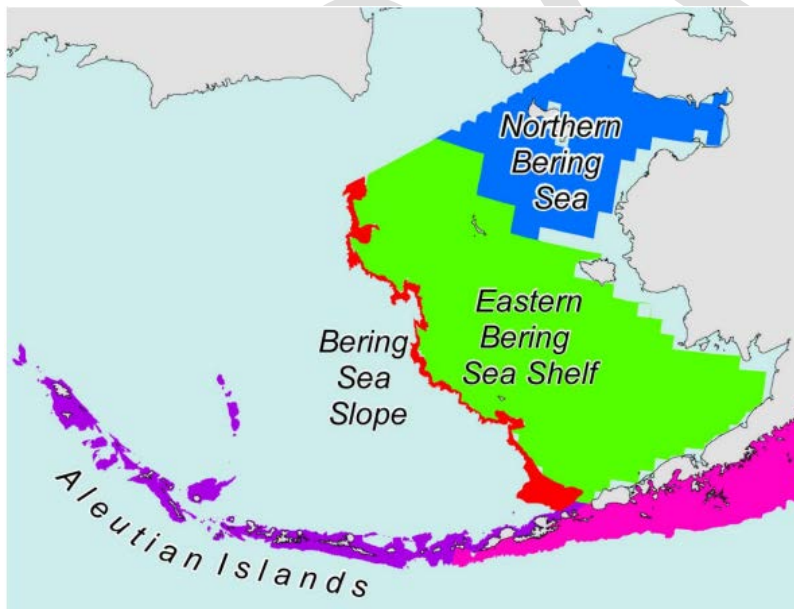 Northern
Bering
Sea
Eastern
Bering
Sea Shelf
Bering
Sea
Slope
Aleutian Islands